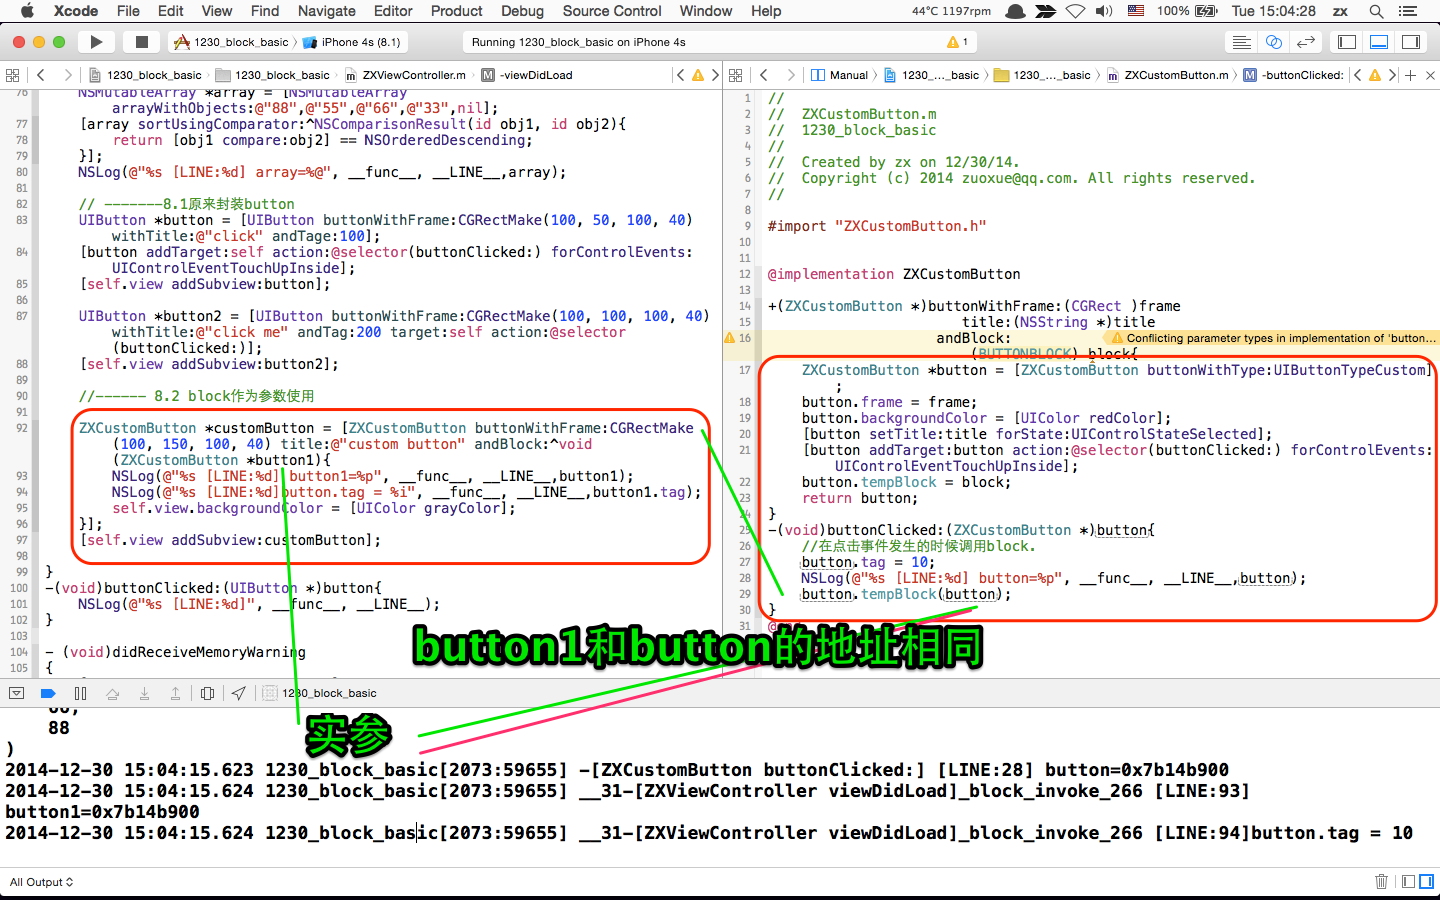 Xcode File Edit View Find Navigate Editor Product Debug Source Control Window Help 44°C 1197rpm 100% Tue 15:04:28 zx
1230_block_basic iPhone 4s (8.1) Running 1230_block_basic on iPhone 4s 1
1230_block_basic 1230_block_basic ZXViewController.m M -viewDidLoad
76 NSMutableArray *array = [NSMutableArray
arrayWithObjects:@"88",@"55",@"66",@"33",nil];
77 [array sortUsingComparator:^NSComparisonResult(id obj1, id obj2){
78 return [obj1 compare:obj2] == NSOrderedDescending;
79 }];
80 NSLog(@"%s [LINE:%d] array=%@", __func__, __LINE__,array);
81
82 // -------8.1原来封装button
83 UIButton *button = [UIButton buttonWithFrame:CGRectMake(100, 50, 100, 40)
withTitle:@"click" andTage:100];
84 [button addTarget:self action:@selector(buttonClicked:) forControlEvents:
UIControlEventTouchUpInside];
85 [self.view addSubview:button];
86
87 UIButton *button2 = [UIButton buttonWithFrame:CGRectMake(100, 100, 100, 40)
withTitle:@"click me" andTag:200 target:self action:@selector
(buttonClicked:)];
88 [self.view addSubview:button2];
89
90 //------ 8.2 block作为参数使用
91
92 ZXCustomButton *customButton = [ZXCustomButton buttonWithFrame:CGRectMake
(100, 150, 100, 40) title:@"custom button" andBlock:^void
(ZXCustomButton *button1){
93 NSLog(@"%s [LINE:%d] button1=%p", __func__, __LINE__,button1);
94 NSLog(@"%s [LINE:%d]button.tag = %i", __func__, __LINE__,button1.tag);
95 self.view.backgroundColor = [UIColor grayColor];
96 }];
97 [self.view addSubview:customButton];
98
99 }
100 -(void)buttonClicked:(UIButton *)button{
101 NSLog(@"%s [LINE:%d]", __func__, __LINE__);
102 }
103
104 - (void)didReceiveMemoryWarning
105 {
Manual 1230_..._basic 1230_..._basic ZXCustomButton.m M -buttonClicked:
1 //
2 // ZXCustomButton.m
3 // 1230_block_basic
4 //
5 // Created by zx on 12/30/14.
6 // Copyright (c) 2014 zuoxue@qq.com. All rights reserved.
7 //
8
9 #import "ZXCustomButton.h"
10
11
12 @implementation ZXCustomButton
13
14 +(ZXCustomButton *)buttonWithFrame:(CGRect )frame
15 title:(NSString *)title
16 andBlock: Conflicting parameter types in implementation of 'button...
(BUTTONBLOCK) block{
17 ZXCustomButton *button = [ZXCustomButton buttonWithType:UIButtonTypeCustom]
;
18 button.frame = frame;
19 button.backgroundColor = [UIColor redColor];
20 [button setTitle:title forState:UIControlStateSelected];
21 [button addTarget:button action:@selector(buttonClicked:) forControlEvents:
UIControlEventTouchUpInside];
22 button.tempBlock = block;
23 return button;
24 }
25 -(void)buttonClicked:(ZXCustomButton *)button{
26 //在点击事件发生的时候调用block.
27 button.tag = 10;
28 NSLog(@"%s [LINE:%d] button=%p", __func__, __LINE__,button);
29 button.tempBlock(button);
30 }
31
button1和button的地址相同
1230_block_basic
实参
66,
88
)
2014-12-30 15:04:15.623 1230_block_basic[2073:59655] -[ZXCustomButton buttonClicked:] [LINE:28] button=0x7b14b900
2014-12-30 15:04:15.624 1230_block_basic[2073:59655] __31-[ZXViewController viewDidLoad]_block_invoke_266 [LINE:93]
button1=0x7b14b900
2014-12-30 15:04:15.624 1230_block_basic[2073:59655] __31-[ZXViewController viewDidLoad]_block_invoke_266 [LINE:94]button.tag = 10
All Output